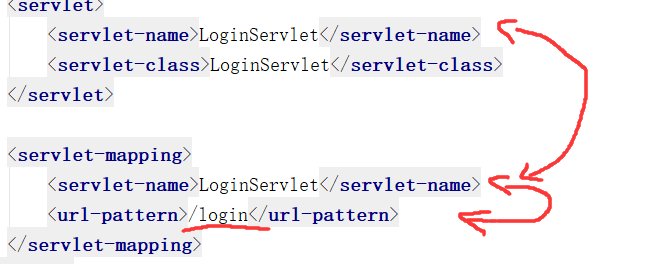 <servlet>
<servlet-name>LoginServlet</servlet-name>
<servlet-class>LoginServlet</servlet-class>
</servlet>
<servlet-mapping>
<servlet-name>LoginServlet</servlet-name>
<url-pattern>/login</url-pattern>
</servlet-mapping>